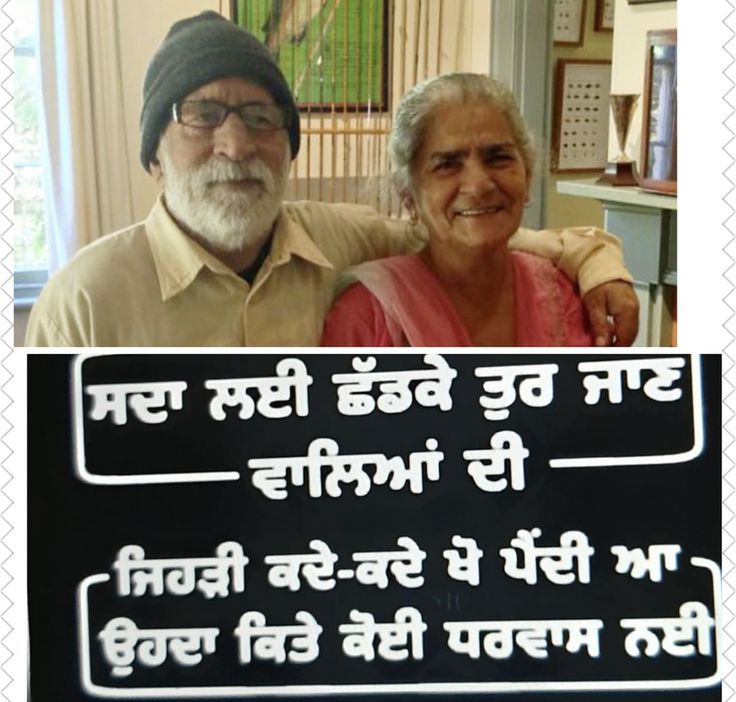 ਸਦਾ ਲਈ ਛੱਡਕੇ ਤੁਰ ਜਾਣ
ਵਾਲਿਆਂ ਦੀ
ਜਿਹੜੀ ਕਦੇ-ਕਦੇ ਖੋ ਪੈਂਦੀ ਆ
ਉਹਦਾ ਕਿਤੇ ਕੋਈ ਧਰਵਾਸ ਨਈ